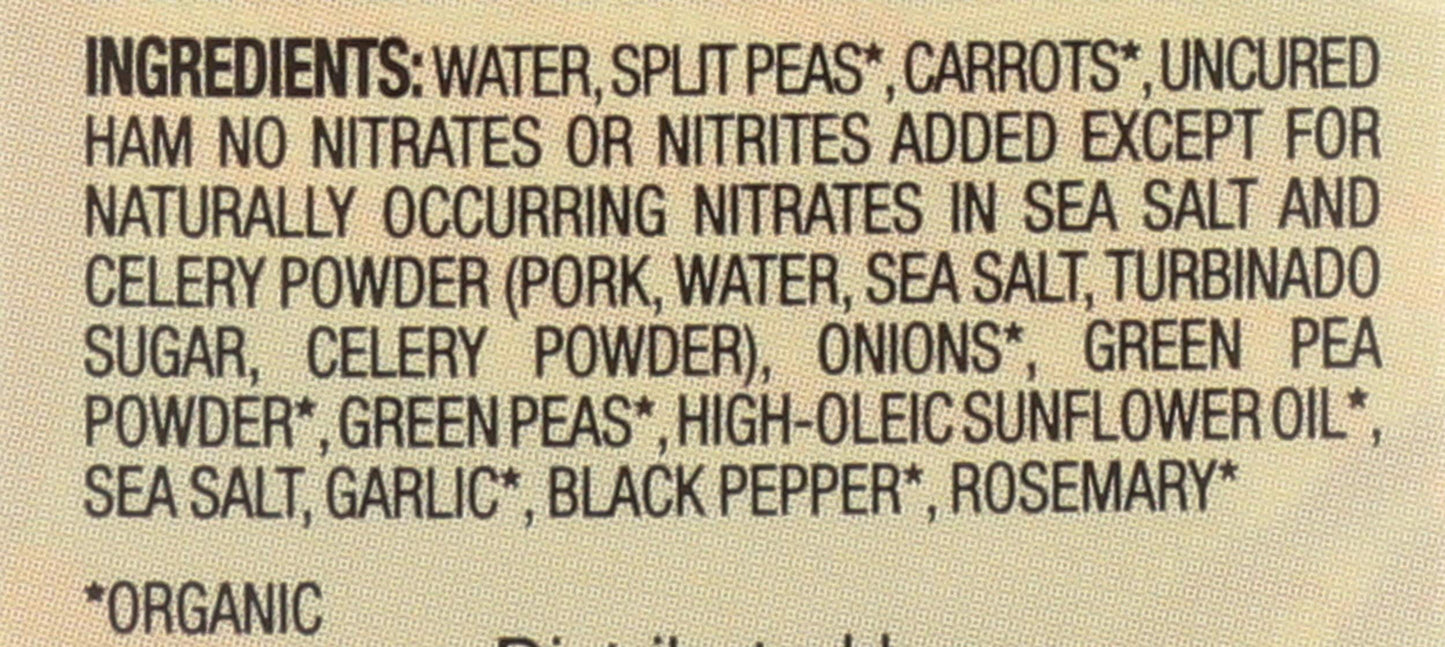 INGREDIENTS: WATER, SPLIT PEAS*, CARROTS*, UNCURED
HAM NO NITRATES OR NITRITES ADDED EXCEPT FOR
NATURALLY OCCURRING NITRATES IN SEA SALT AND
CELERY POWDER (PORK, WATER, SEA SALT, TURBINADO
SUGAR, CELERY POWDER), ONIONS*, GREEN PEA
POWDER*, GREEN PEAS*, HIGH-OLEIC SUNFLOWER OIL*,
SEA SALT, GARLIC*, BLACK PEPPER*, ROSEMARY*
*ORGANIC